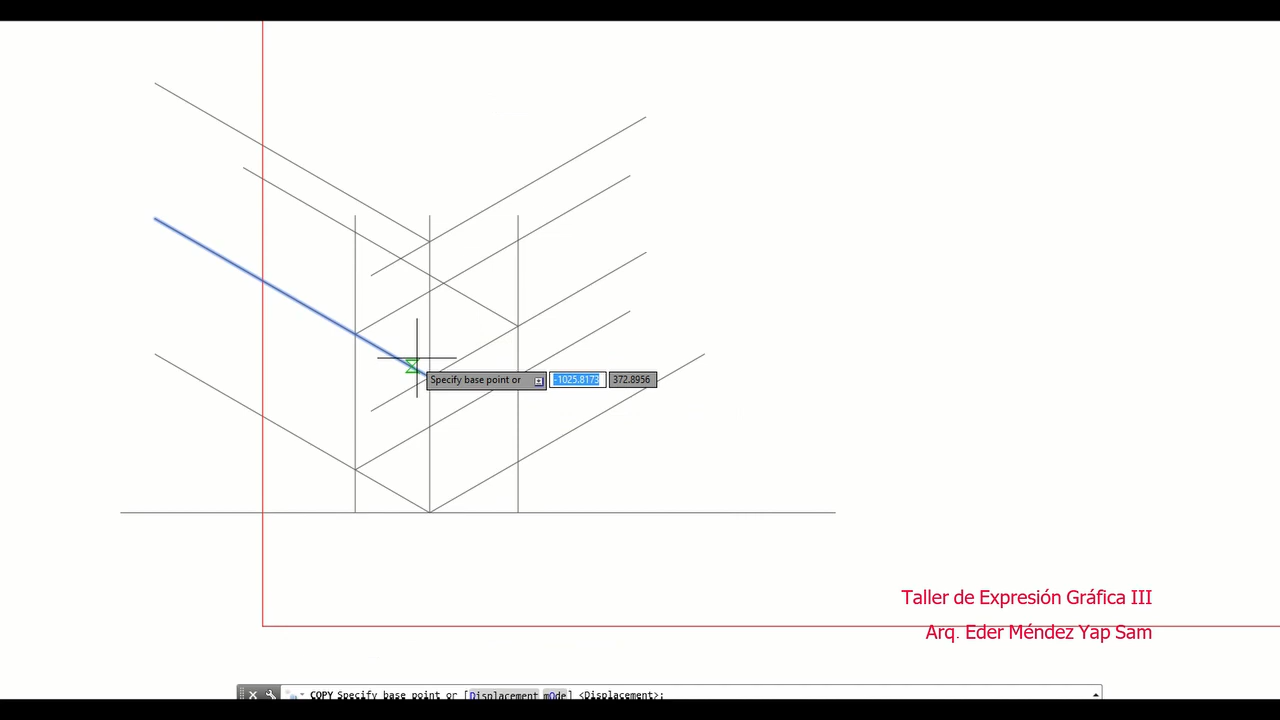 Specify base point or -1025.8173 372.8956
Taller de Expresión Gráfica III
Arq. Eder Méndez Yap Sam
COPY Specify base point or [Displacement mOde] <Displacement>: